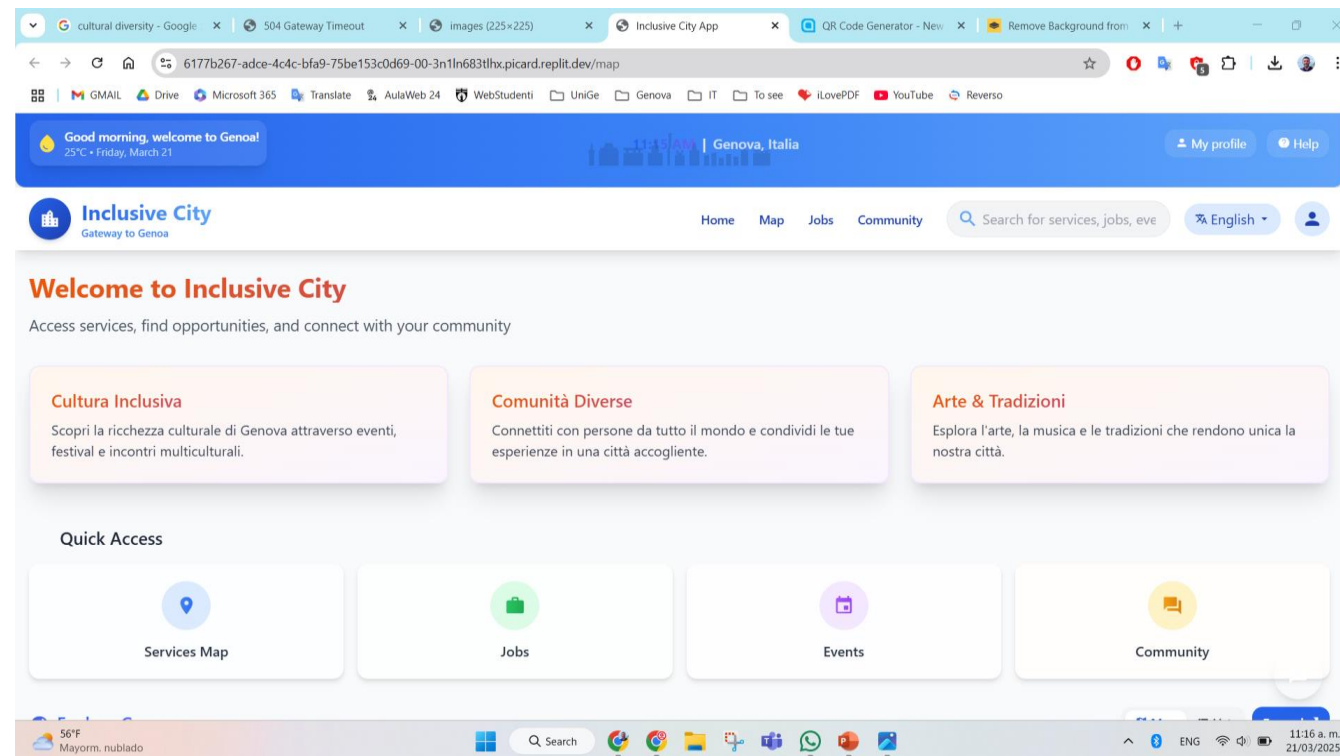 cultural diversity - Google
504 Gateway Timeout
images (225×225)
Inclusive City App
QR Code Generator - New
Remove Background from
6177b267-adce-4c4c-bfa9-75be153c0d69-00-3n1ln683tlhx.picard.replit.dev/map
GMAIL Drive Microsoft 365 Translate AulaWeb 24 WebStudenti UniGe Genova IT To see iLovePDF YouTube Reverso
Good morning, welcome to Genoa!
25°C • Friday, March 21
11:15 AM | Genova, Italia
My profile
Help
Inclusive City
Gateway to Genoa
Home Map Jobs Community
Search for services, jobs, eve
English
Welcome to Inclusive City
Access services, find opportunities, and connect with your community
Cultura Inclusiva
Scopri la ricchezza culturale di Genova attraverso eventi,
festival e incontri multiculturali.
Comunità Diverse
Connettiti con persone da tutto il mondo e condividi le tue
esperienze in una città accogliente.
Arte & Tradizioni
Esplora l'arte, la musica e le tradizioni che rendono unica la
nostra città.
Quick Access
Services Map
Jobs
Events
Community
56°F
Mayorm. nublado
Search
ENG
11:16 a. m.
21/03/2025